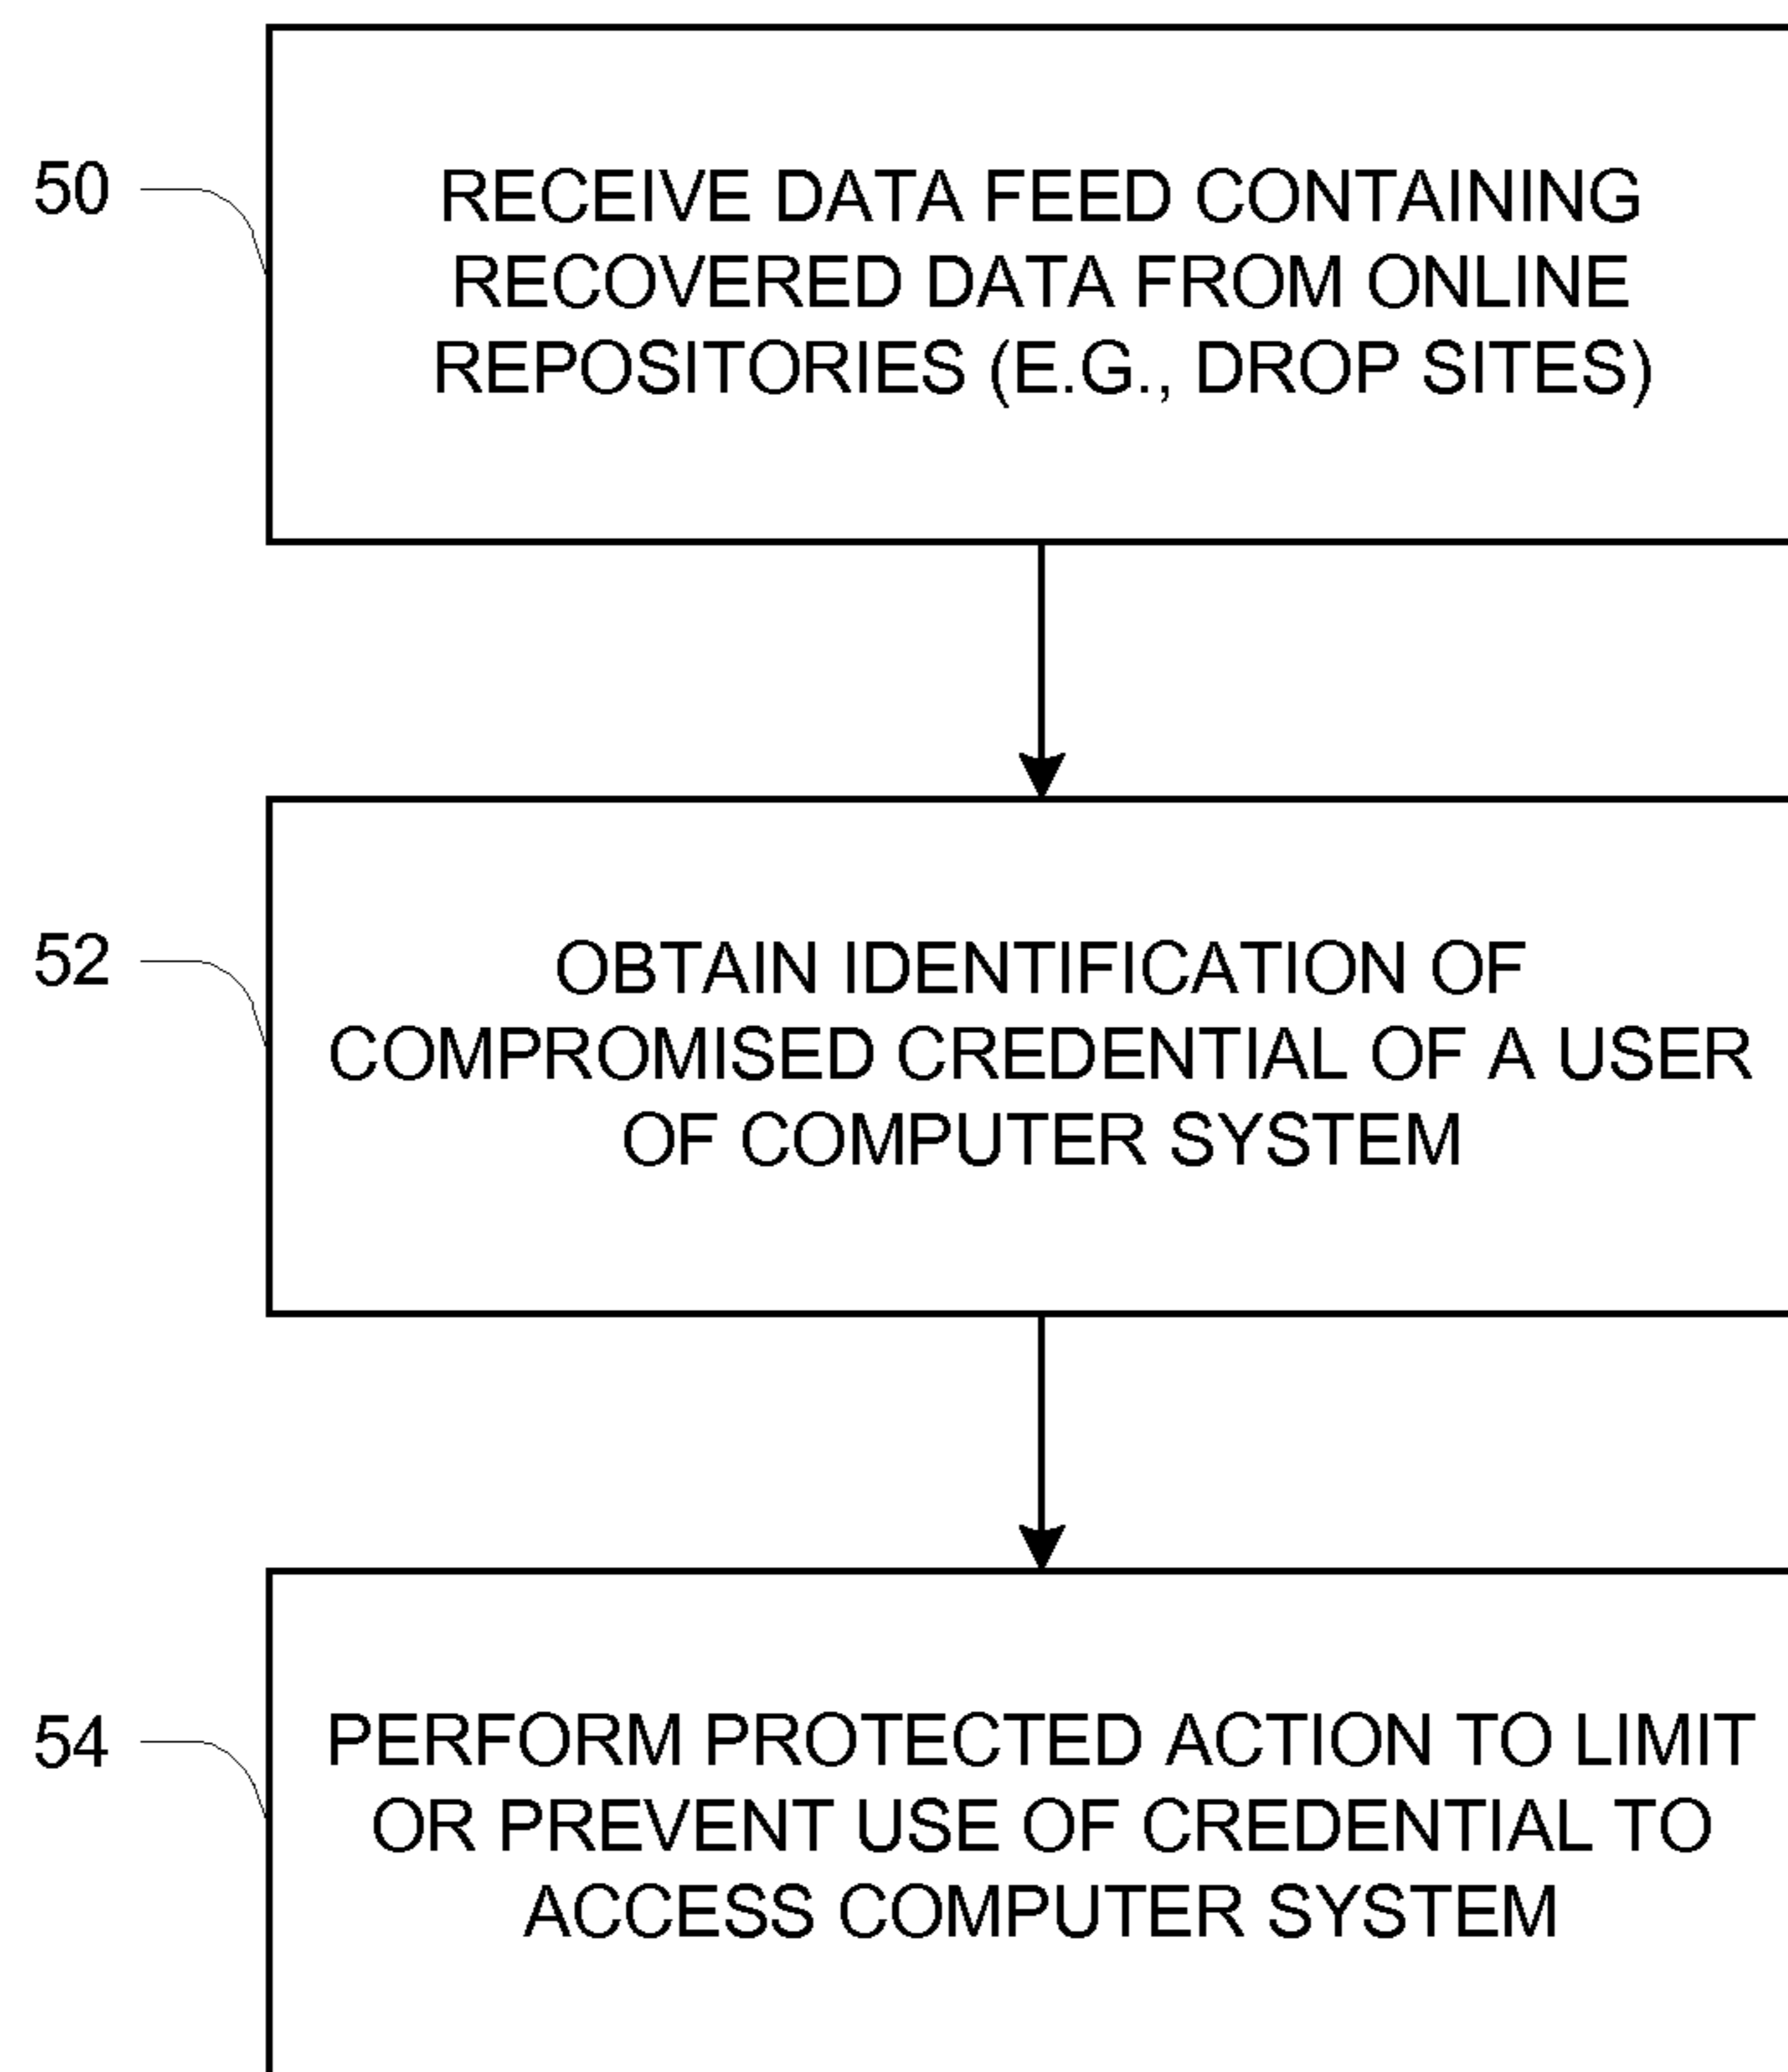 50
RECEIVE DATA FEED CONTAINING
RECOVERED DATA FROM ONLINE
REPOSITORIES (E.G., DROP SITES)
52
OBTAIN IDENTIFICATION OF
COMPROMISED CREDENTIAL OF A USER
OF COMPUTER SYSTEM
54
PERFORM PROTECTED ACTION TO LIMIT
OR PREVENT USE OF CREDENTIAL TO
ACCESS COMPUTER SYSTEM